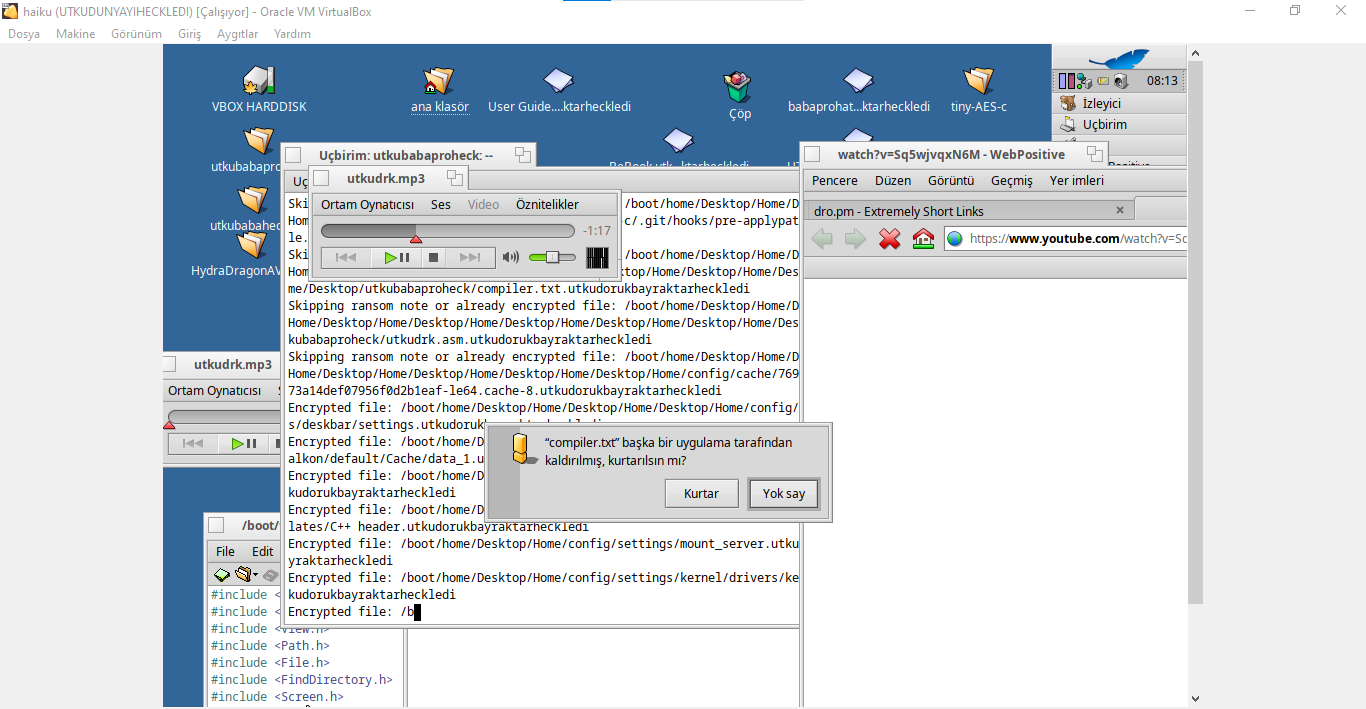 haiku (UTKUDUNYAYIHECKLEDI) [Çalışıyor] - Oracle VM VirtualBox
Dosya Makine Görünüm Giriş Aygıtlar Yardım
VBOX HARDDISK
ana klasör
User Guide....ktarheckledi
Çöp
babaprohat...ktarheckledi
tiny-AES-c
08:13
İzleyici
Uçbirim
utkubabapro
utkubabahec
HydraDragonAV
Uçbirim: utkubabaproheck: --
Uç
utkudrk.mp3
Ortam Oynatıcısı Ses Video Öznitelikler
-1:17
watch?v=Sq5wjvqxN6M - WebPositive
Pencere Düzen Görüntü Geçmiş Yer imleri
dro.pm - Extremely Short Links
https://www.youtube.com/watch?v=Sc
Ski /boot/home/Desktop/Home/D
Hom c/.git/hooks/pre-applypat
le.
Ski /boot/home/Desktop/Home/D
Hom Home/Desktop/Home/Des
me/Desktop/utkubabaproheck/compiler.txt.utkudorukbayraktarheckledi
Skipping ransom note or already encrypted file: /boot/home/Desktop/Home/D
Home/Desktop/Home/Desktop/Home/Desktop/Home/Desktop/Home/Desktop/Home/Des
kubabaproheck/utkudrk.asm.utkudorukbayraktarheckledi
Skipping ransom note or already encrypted file: /boot/home/Desktop/Home/D
Home/Desktop/Home/Desktop/Home/Desktop/Home/Desktop/Home/config/cache/769
73a14def07956f0d2b1eaf-le64.cache-8.utkudorukbayraktarheckledi
Encrypted file: /boot/home/Desktop/Home/Desktop/Home/Desktop/Home/config/
s/deskbar/settings.utkudoruk
Encrypted file: /boot/home/D
alkon/default/Cache/data_1.u
Encrypted file: /boot/home/D
kudorukbayraktarheckledi
Encrypted file: /boot/home/D
lates/C++ header.utkudorukbayraktarheckledi
Encrypted file: /boot/home/Desktop/Home/config/settings/mount_server.utku
yraktarheckledi
Encrypted file: /boot/home/Desktop/Home/config/settings/kernel/drivers/ke
kudorukbayraktarheckledi
Encrypted file: /b
utkudrk.mp3
Ortam Oynatıcısı
“compiler.txt” başka bir uygulama tarafından
kaldırılmış, kurtarılsın mı?
Kurtar Yok say
/boot/
File Edit
#include <
#include <
#include <View.h>
#include <Path.h>
#include <File.h>
#include <FindDirectory.h>
#include <Screen.h>